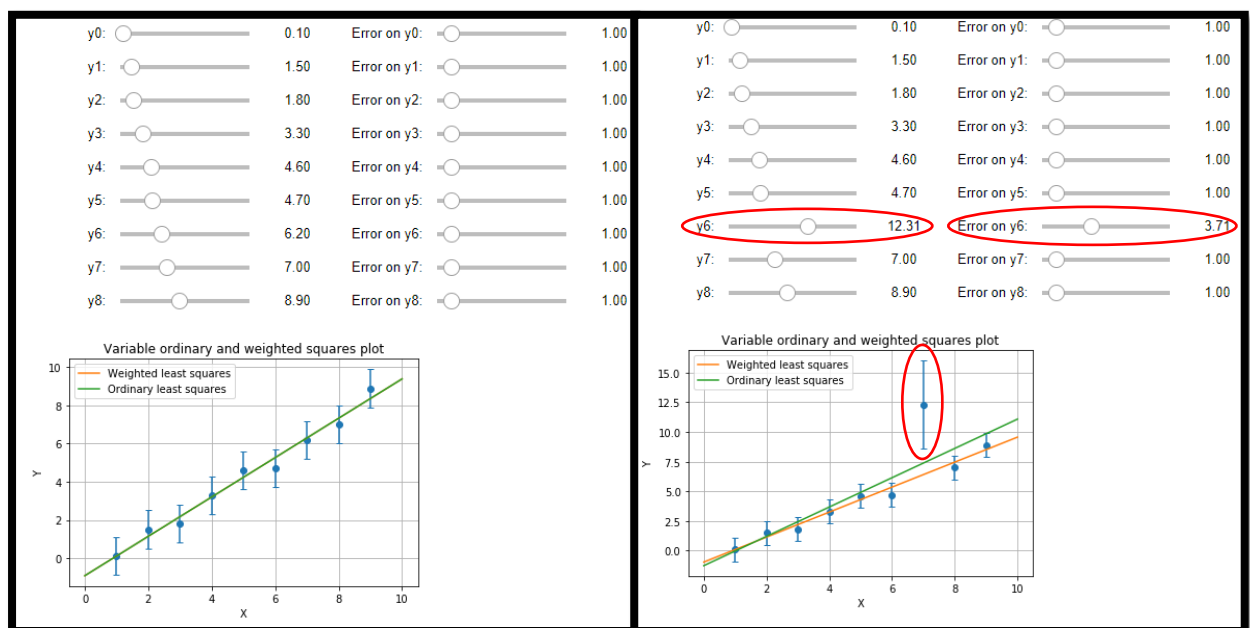 y0: 0.10 Error on y0: 1.00
y1: 1.50 Error on y1: 1.00
y2: 1.80 Error on y2: 1.00
y3: 3.30 Error on y3: 1.00
y4: 4.60 Error on y4: 1.00
y5: 4.70 Error on y5: 1.00
y6: 6.20 Error on y6: 1.00
y7: 7.00 Error on y7: 1.00
y8: 8.90 Error on y8: 1.00
Variable ordinary and weighted squares plot
Weighted least squares
Ordinary least squares
10
8
6
4
2
0
Y
0 2 4 6 8 10
X
y0: 0.10 Error on y0: 1.00
y1: 1.50 Error on y1: 1.00
y2: 1.80 Error on y2: 1.00
y3: 3.30 Error on y3: 1.00
y4: 4.60 Error on y4: 1.00
y5: 4.70 Error on y5: 1.00
y6: 12.31 Error on y6: 3.71
y7: 7.00 Error on y7: 1.00
y8: 8.90 Error on y8: 1.00
Variable ordinary and weighted squares plot
Weighted least squares
Ordinary least squares
15.0
12.5
10.0
7.5
5.0
2.5
0.0
Y
0 2 4 6 8 10
X